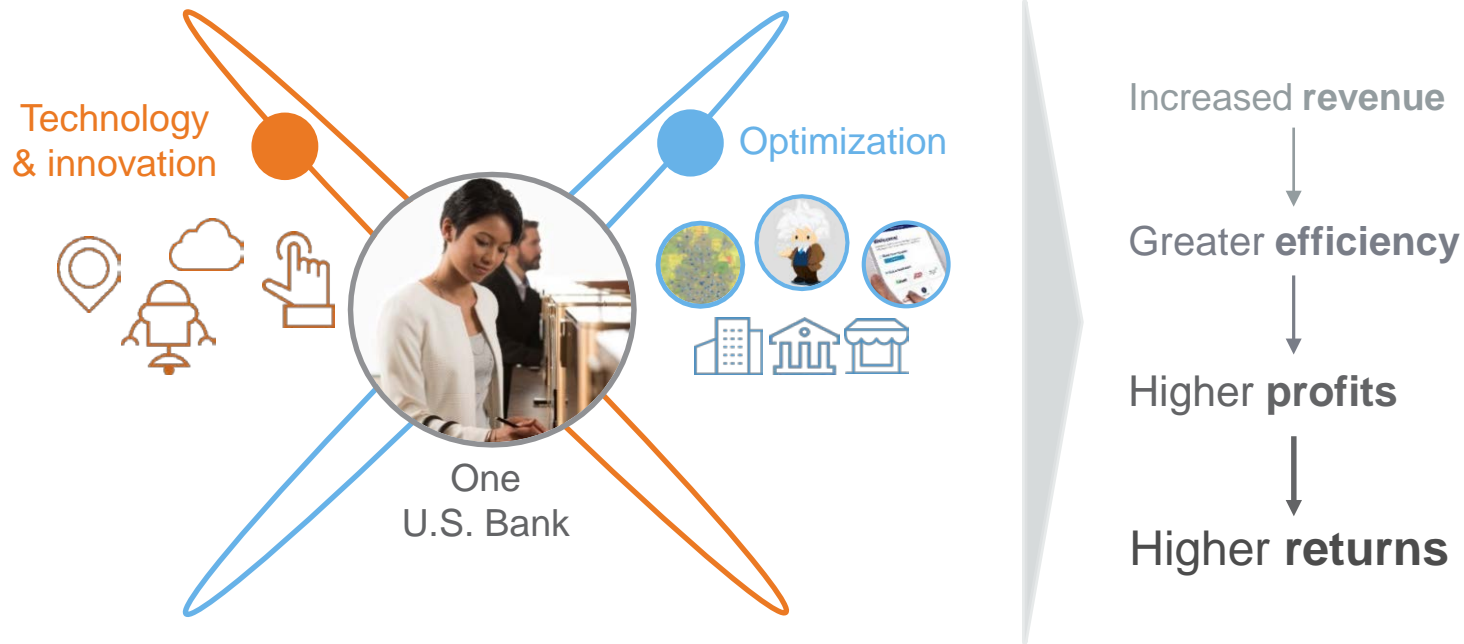 Technology
& innovation
Optimization
One
U.S. Bank
Increased revenue
Greater efficiency
Higher profits
Higher returns